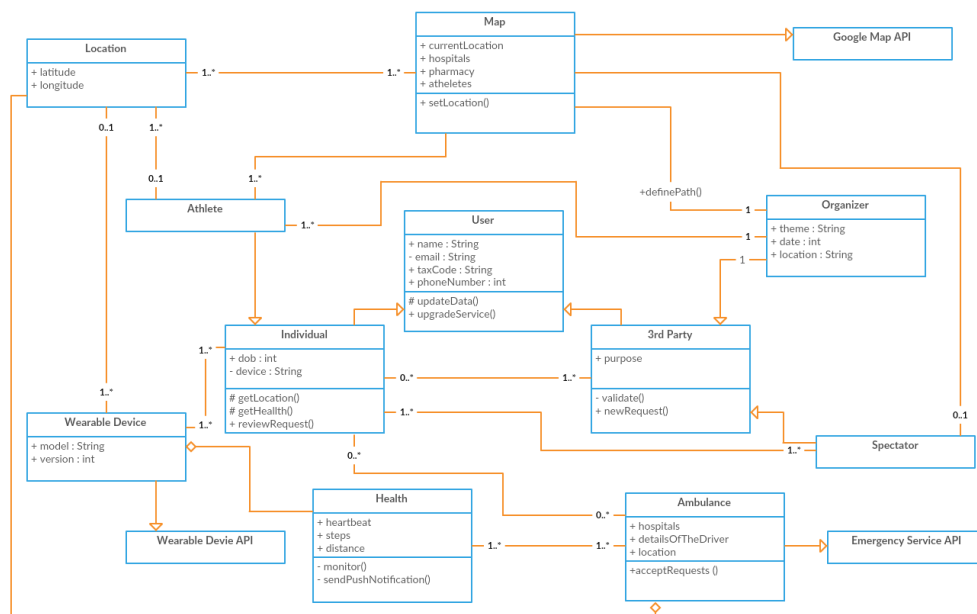 Map
+ currentLocation
+ hospitals
+ pharmacy
+ atheletes
+ setLocation()
Google Map API
Location
+ latitude
+ longitude
1..*
1..*
0..1
1..*
0..1
1..*
Athlete
1..*
+definePath()
1
1
1
Organizer
+ theme : String
+ date : int
+ location : String
User
+ name : String
- email : String
+ taxCode : String
+ phoneNumber : int
# updateData()
+ upgradeService()
Individual
+ dob : int
- device : String
# getLocation()
# getHeallth()
+ reviewRequest()
3rd Party
+ purpose
- validate()
+ newRequest()
0..*
1..*
1..*
1..*
1..*
1..*
1..*
0..1
Spectator
Wearable Device
+ model : String
+ version : int
0..*
0..*
Wearable Devie API
Health
+ heartbeat
+ steps
+ distance
- monitor()
- sendPushNotification()
1..*
1..*
Ambulance
+ hospitals
+ detailsOfTheDriver
+ location
+acceptRequests ()
Emergency Service API